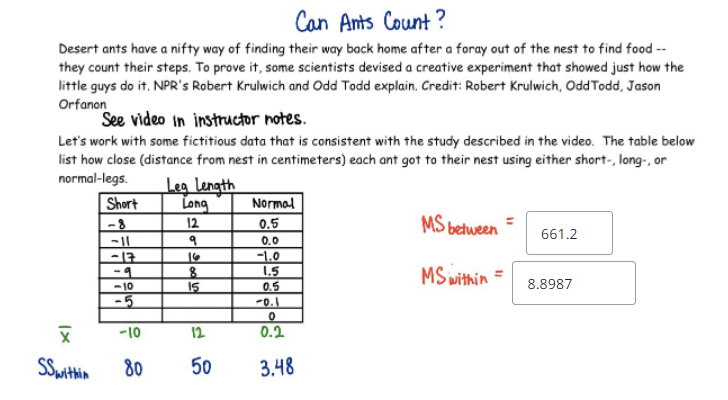 Can Ants Count?
Desert ants have a nifty way of finding their way back home after a foray out of the nest to find food --
they count their steps. To prove it, some scientists devised a creative experiment that showed just how the
little guys do it. NPR's Robert Krulwich and Odd Todd explain. Credit: Robert Krulwich, OddTodd, Jason
Orfanon
See video in instructor notes.
Let's work with some fictitious data that is consistent with the study described in the video. The table below
list how close (distance from nest in centimeters) each ant got to their nest using either short-, long-, or
normal-legs.
Leg Length
Short Long Normal
-8 12 0.5
-11 9 0.0
-17 16 -1.0
-9 8 1.5
-10 15 0.5
-5 -0.1
0
x̄ -10 12 0.2
SSwithin 80 50 3.48
MS between = 661.2
MS within = 8.8987